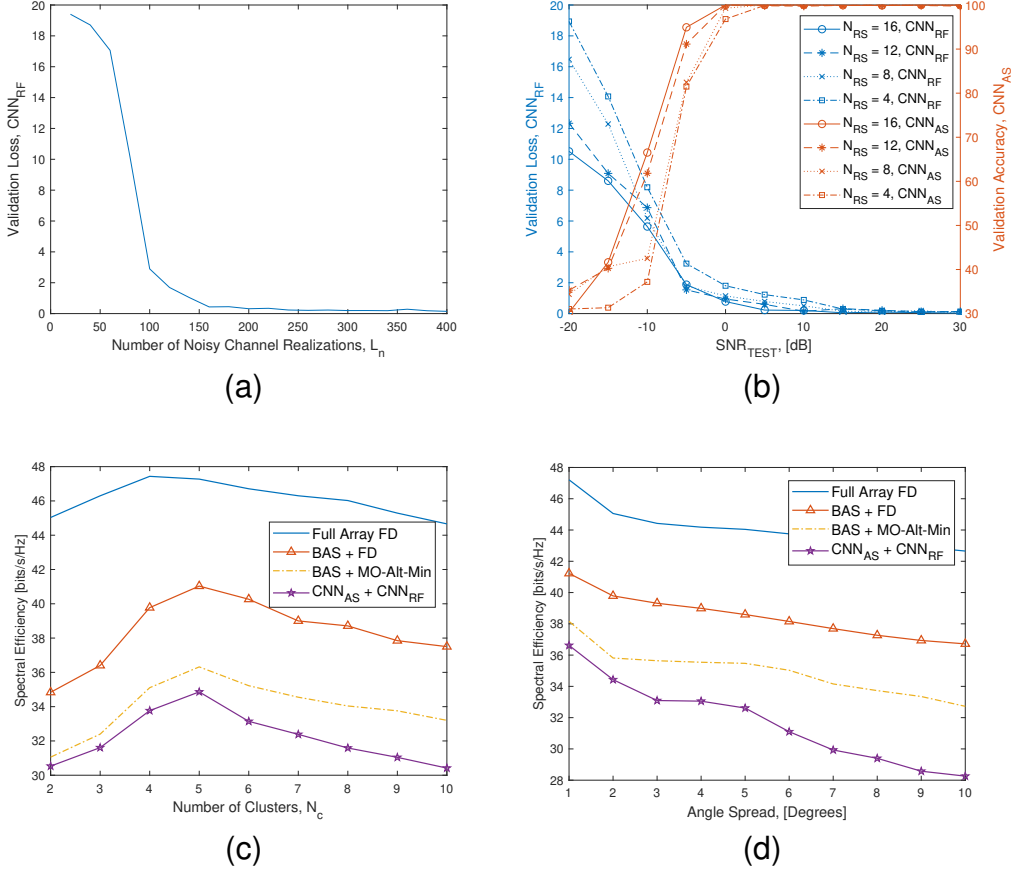 20
18
16
14
12
10
8
6
4
2
0
Validation Loss, CNN_RF
0 50 100 150 200 250 300 350 400
Number of Noisy Channel Realizations, L_n
(a)
20
18
16
14
12
10
8
6
4
2
0
Validation Loss, CNN_RF
-20 -10 0 10 20 30
SNR_TEST, [dB]
100
90
80
70
60
50
40
30
Validation Accuracy, CNN_AS
N_RS = 16, CNN_RF
N_RS = 12, CNN_RF
N_RS = 8, CNN_RF
N_RS = 4, CNN_RF
N_RS = 16, CNN_AS
N_RS = 12, CNN_AS
N_RS = 8, CNN_AS
N_RS = 4, CNN_AS
(b)
48
46
44
42
40
38
36
34
32
30
Spectral Efficiency [bits/s/Hz]
2 3 4 5 6 7 8 9 10
Number of Clusters, N_c
Full Array FD
BAS + FD
BAS + MO-Alt-Min
CNN_AS + CNN_RF
(c)
48
46
44
42
40
38
36
34
32
30
28
Spectral Efficiency [bits/s/Hz]
1 2 3 4 5 6 7 8 9 10
Angle Spread, [Degrees]
Full Array FD
BAS + FD
BAS + MO-Alt-Min
CNN_AS + CNN_RF
(d)